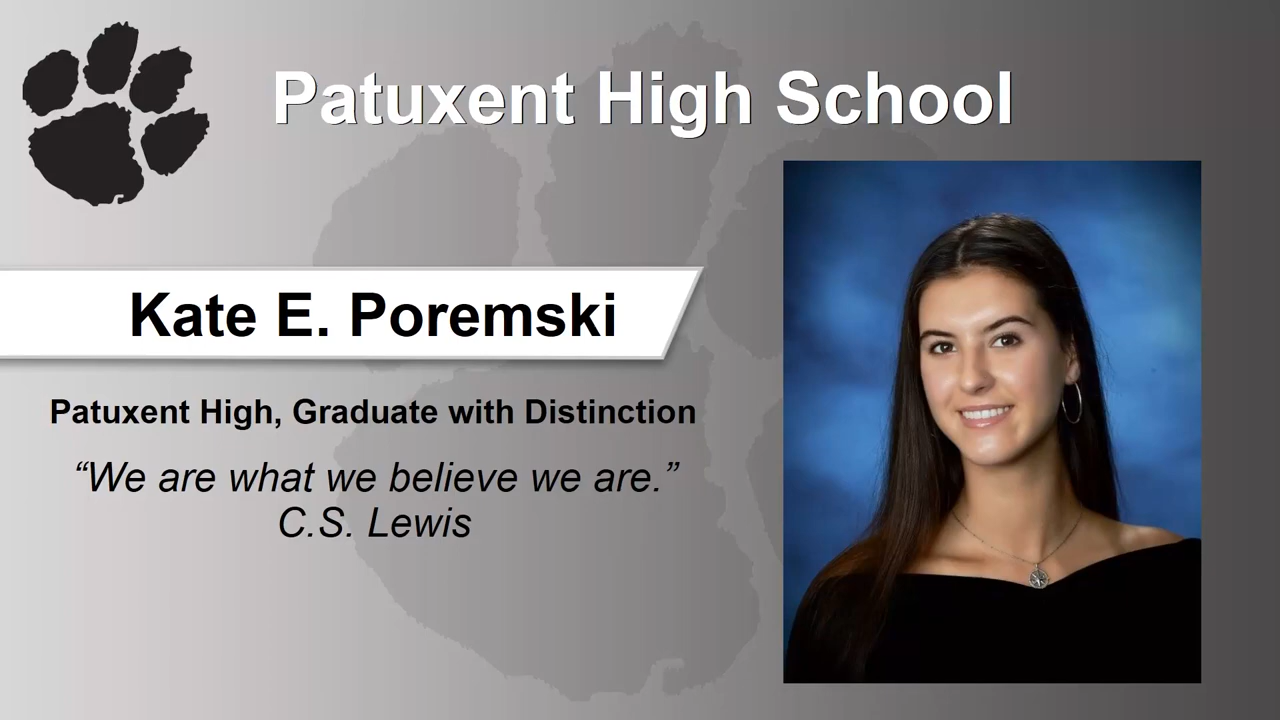 Patuxent High School
Kate E. Poremski
Patuxent High, Graduate with Distinction
“We are what we believe we are.”
C.S. Lewis